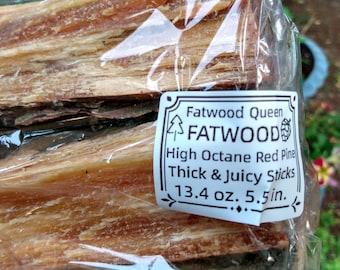 Fatwood Queen
FATWOOD
High Octane Red Pine
Thick & Juicy Sticks
13.4 oz. 5.5in.